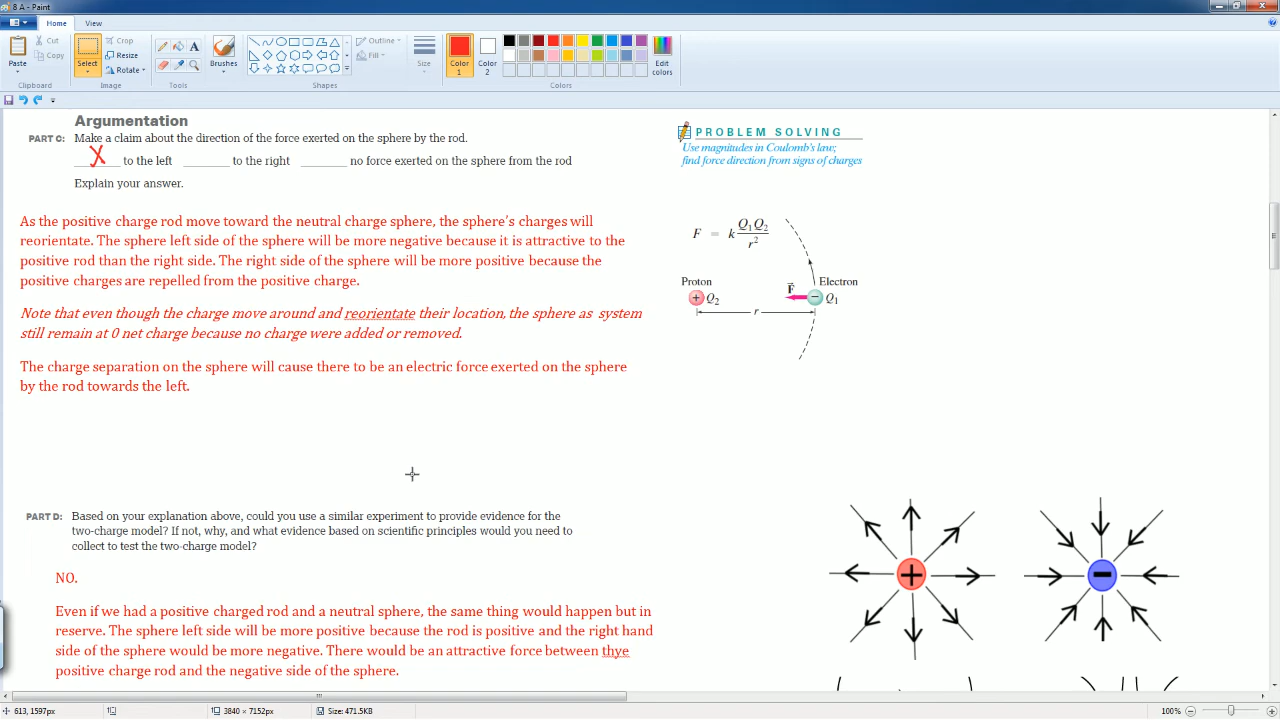 8 A - Paint
Home
View
Paste
Cut
Copy
Clipboard
Select
Crop
Resize
Rotate
Image
Tools
Brushes
Shapes
Outline
Fill
Size
Color 1
Color 2
Edit colors
Colors
Argumentation
PART C: Make a claim about the direction of the force exerted on the sphere by the rod.
X to the left ______ to the right ______ no force exerted on the sphere from the rod
Explain your answer.
As the positive charge rod move toward the neutral charge sphere, the sphere's charges will
reorientate. The sphere left side of the sphere will be more negative because it is attractive to the
positive rod than the right side. The right side of the sphere will be more positive because the
positive charges are repelled from the positive charge.
Note that even though the charge move around and reorientate their location, the sphere as system
still remain at 0 net charge because no charge were added or removed.
The charge separation on the sphere will cause there to be an electric force exerted on the sphere
by the rod towards the left.
PROBLEM SOLVING
Use magnitudes in Coulomb's law;
find force direction from signs of charges
F = k Q1Q2 / r²
Proton
Electron
F
+ Q2
− Q1
r
PART D: Based on your explanation above, could you use a similar experiment to provide evidence for the
two-charge model? If not, why, and what evidence based on scientific principles would you need to
collect to test the two-charge model?
NO.
Even if we had a positive charged rod and a neutral sphere, the same thing would happen but in
reserve. The sphere left side will be more positive because the rod is positive and the right hand
side of the sphere would be more negative. There would be an attractive force between thye
positive charge rod and the negative side of the sphere.
+
−
613, 1597px
3840 × 7152px
Size: 471.5KB
100%